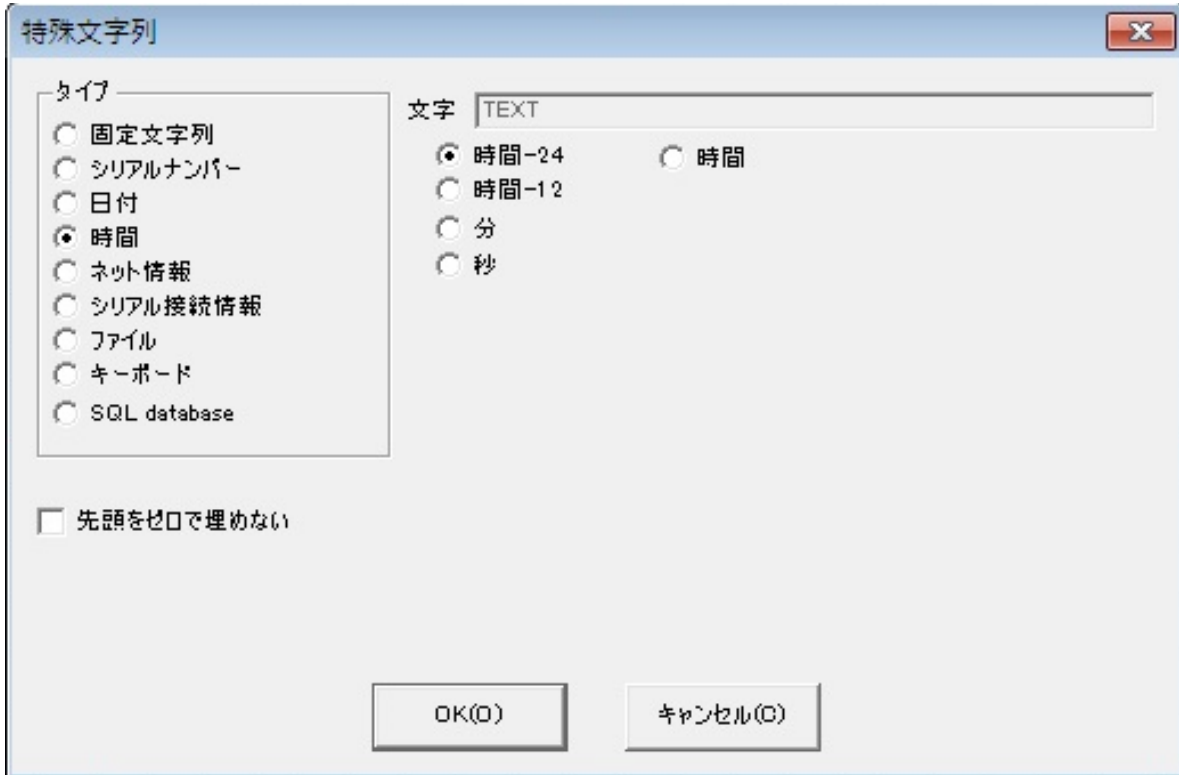 特殊文字列
タイプ
固定文字列
シリアルナンバー
日付
時間
ネット情報
シリアル接続情報
ファイル
キーボード
SQL database
文字 TEXT
時間-24 時間
時間-12
分
秒
先頭をゼロで埋めない
OK(O) キャンセル(C)